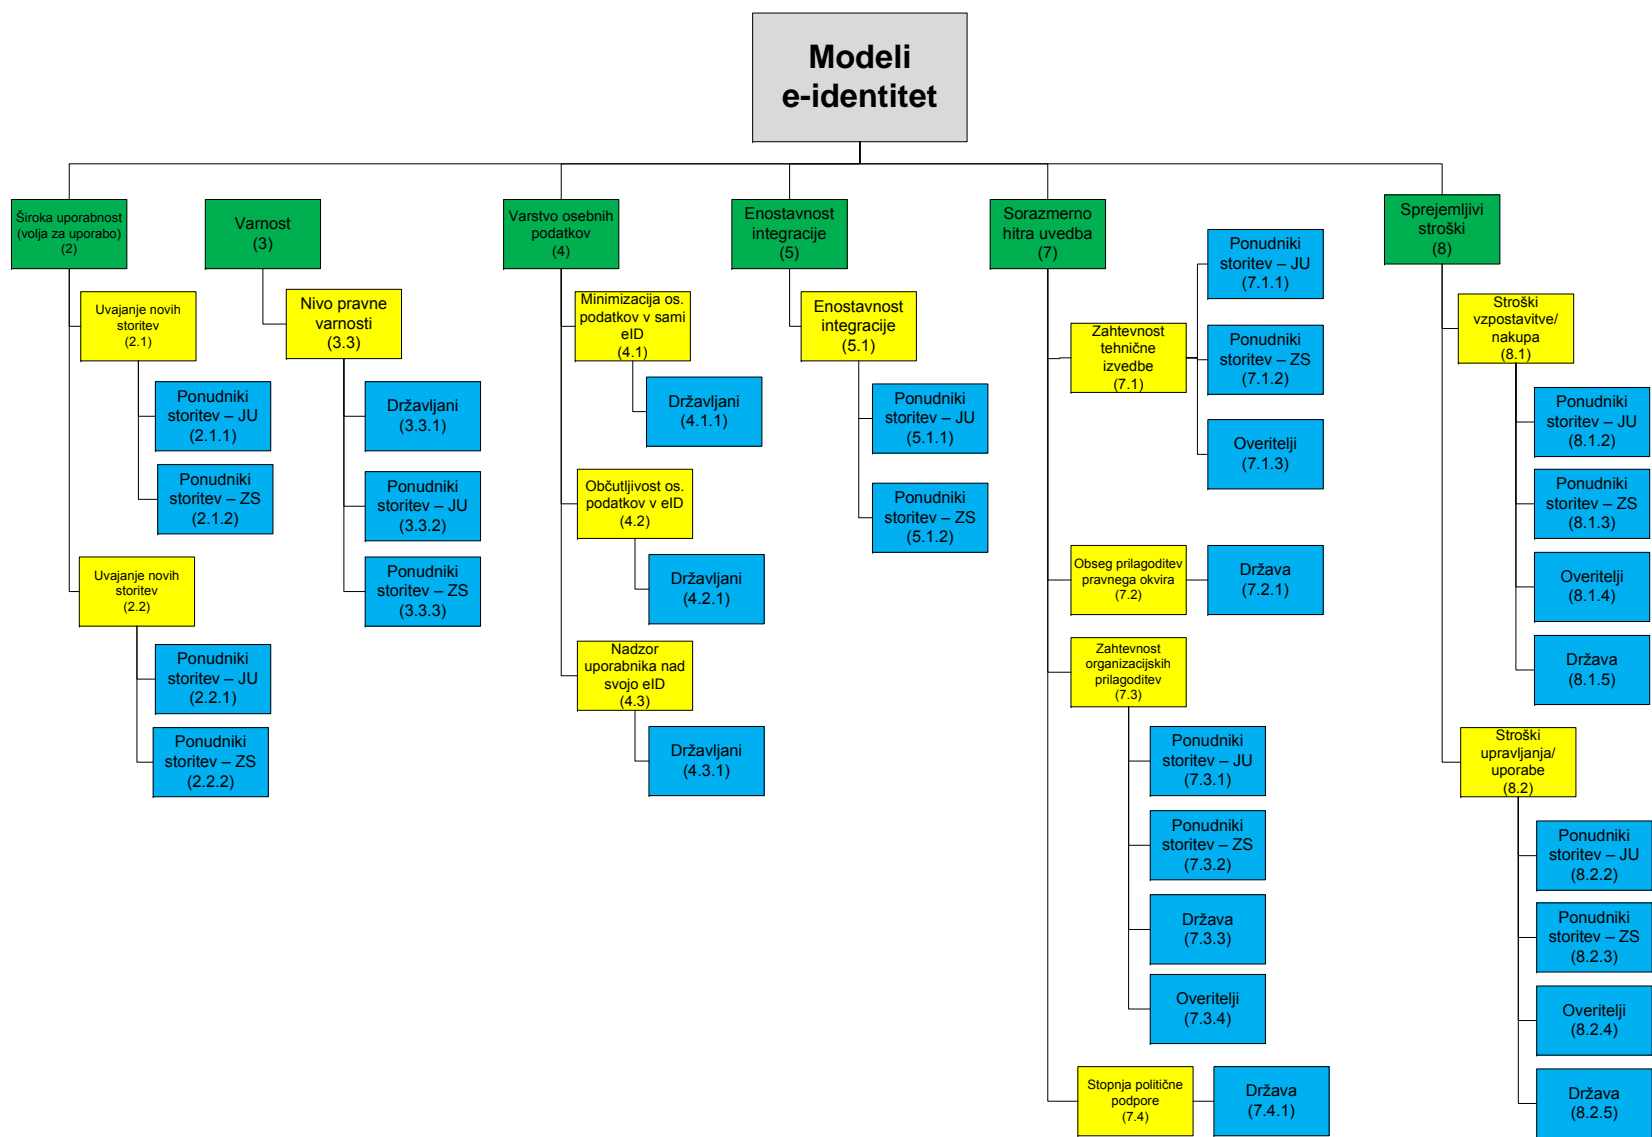 Modeli
e-identitet
Široka uporabnost
(volja za uporabo)
(2)
Uvajanje novih
storitev
(2.1)
Ponudniki
storitev – JU
(2.1.1)
Ponudniki
storitev – ZS
(2.1.2)
Uvajanje novih
storitev
(2.2)
Ponudniki
storitev – JU
(2.2.1)
Ponudniki
storitev – ZS
(2.2.2)
Varnost
(3)
Nivo pravne
varnosti
(3.3)
Državljani
(3.3.1)
Ponudniki
storitev – JU
(3.3.2)
Ponudniki
storitev – ZS
(3.3.3)
Varstvo osebnih
podatkov
(4)
Minimizacija os.
podatkov v sami
eID
(4.1)
Državljani
(4.1.1)
Občutljivost os.
podatkov v eID
(4.2)
Državljani
(4.2.1)
Nadzor
uporabnika nad
svojo eID
(4.3)
Državljani
(4.3.1)
Enostavnost
integracije
(5)
Enostavnost
integracije
(5.1)
Ponudniki
storitev – JU
(5.1.1)
Ponudniki
storitev – ZS
(5.1.2)
Sorazmerno
hitra uvedba
(7)
Zahtevnost
tehnične
izvedbe
(7.1)
Ponudniki
storitev – JU
(7.1.1)
Ponudniki
storitev – ZS
(7.1.2)
Overitelji
(7.1.3)
Obseg prilagoditev
pravnega okvira
(7.2)
Država
(7.2.1)
Zahtevnost
organizacijskih
prilagoditev
(7.3)
Ponudniki
storitev – JU
(7.3.1)
Ponudniki
storitev – ZS
(7.3.2)
Država
(7.3.3)
Overitelji
(7.3.4)
Stopnja politične
podpore
(7.4)
Država
(7.4.1)
Sprejemljivi
stroški
(8)
Stroški
vzpostavitve/
nakupa
(8.1)
Ponudniki
storitev – JU
(8.1.2)
Ponudniki
storitev – ZS
(8.1.3)
Overitelji
(8.1.4)
Država
(8.1.5)
Stroški
upravljanja/
uporabe
(8.2)
Ponudniki
storitev – JU
(8.2.2)
Ponudniki
storitev – ZS
(8.2.3)
Overitelji
(8.2.4)
Država
(8.2.5)